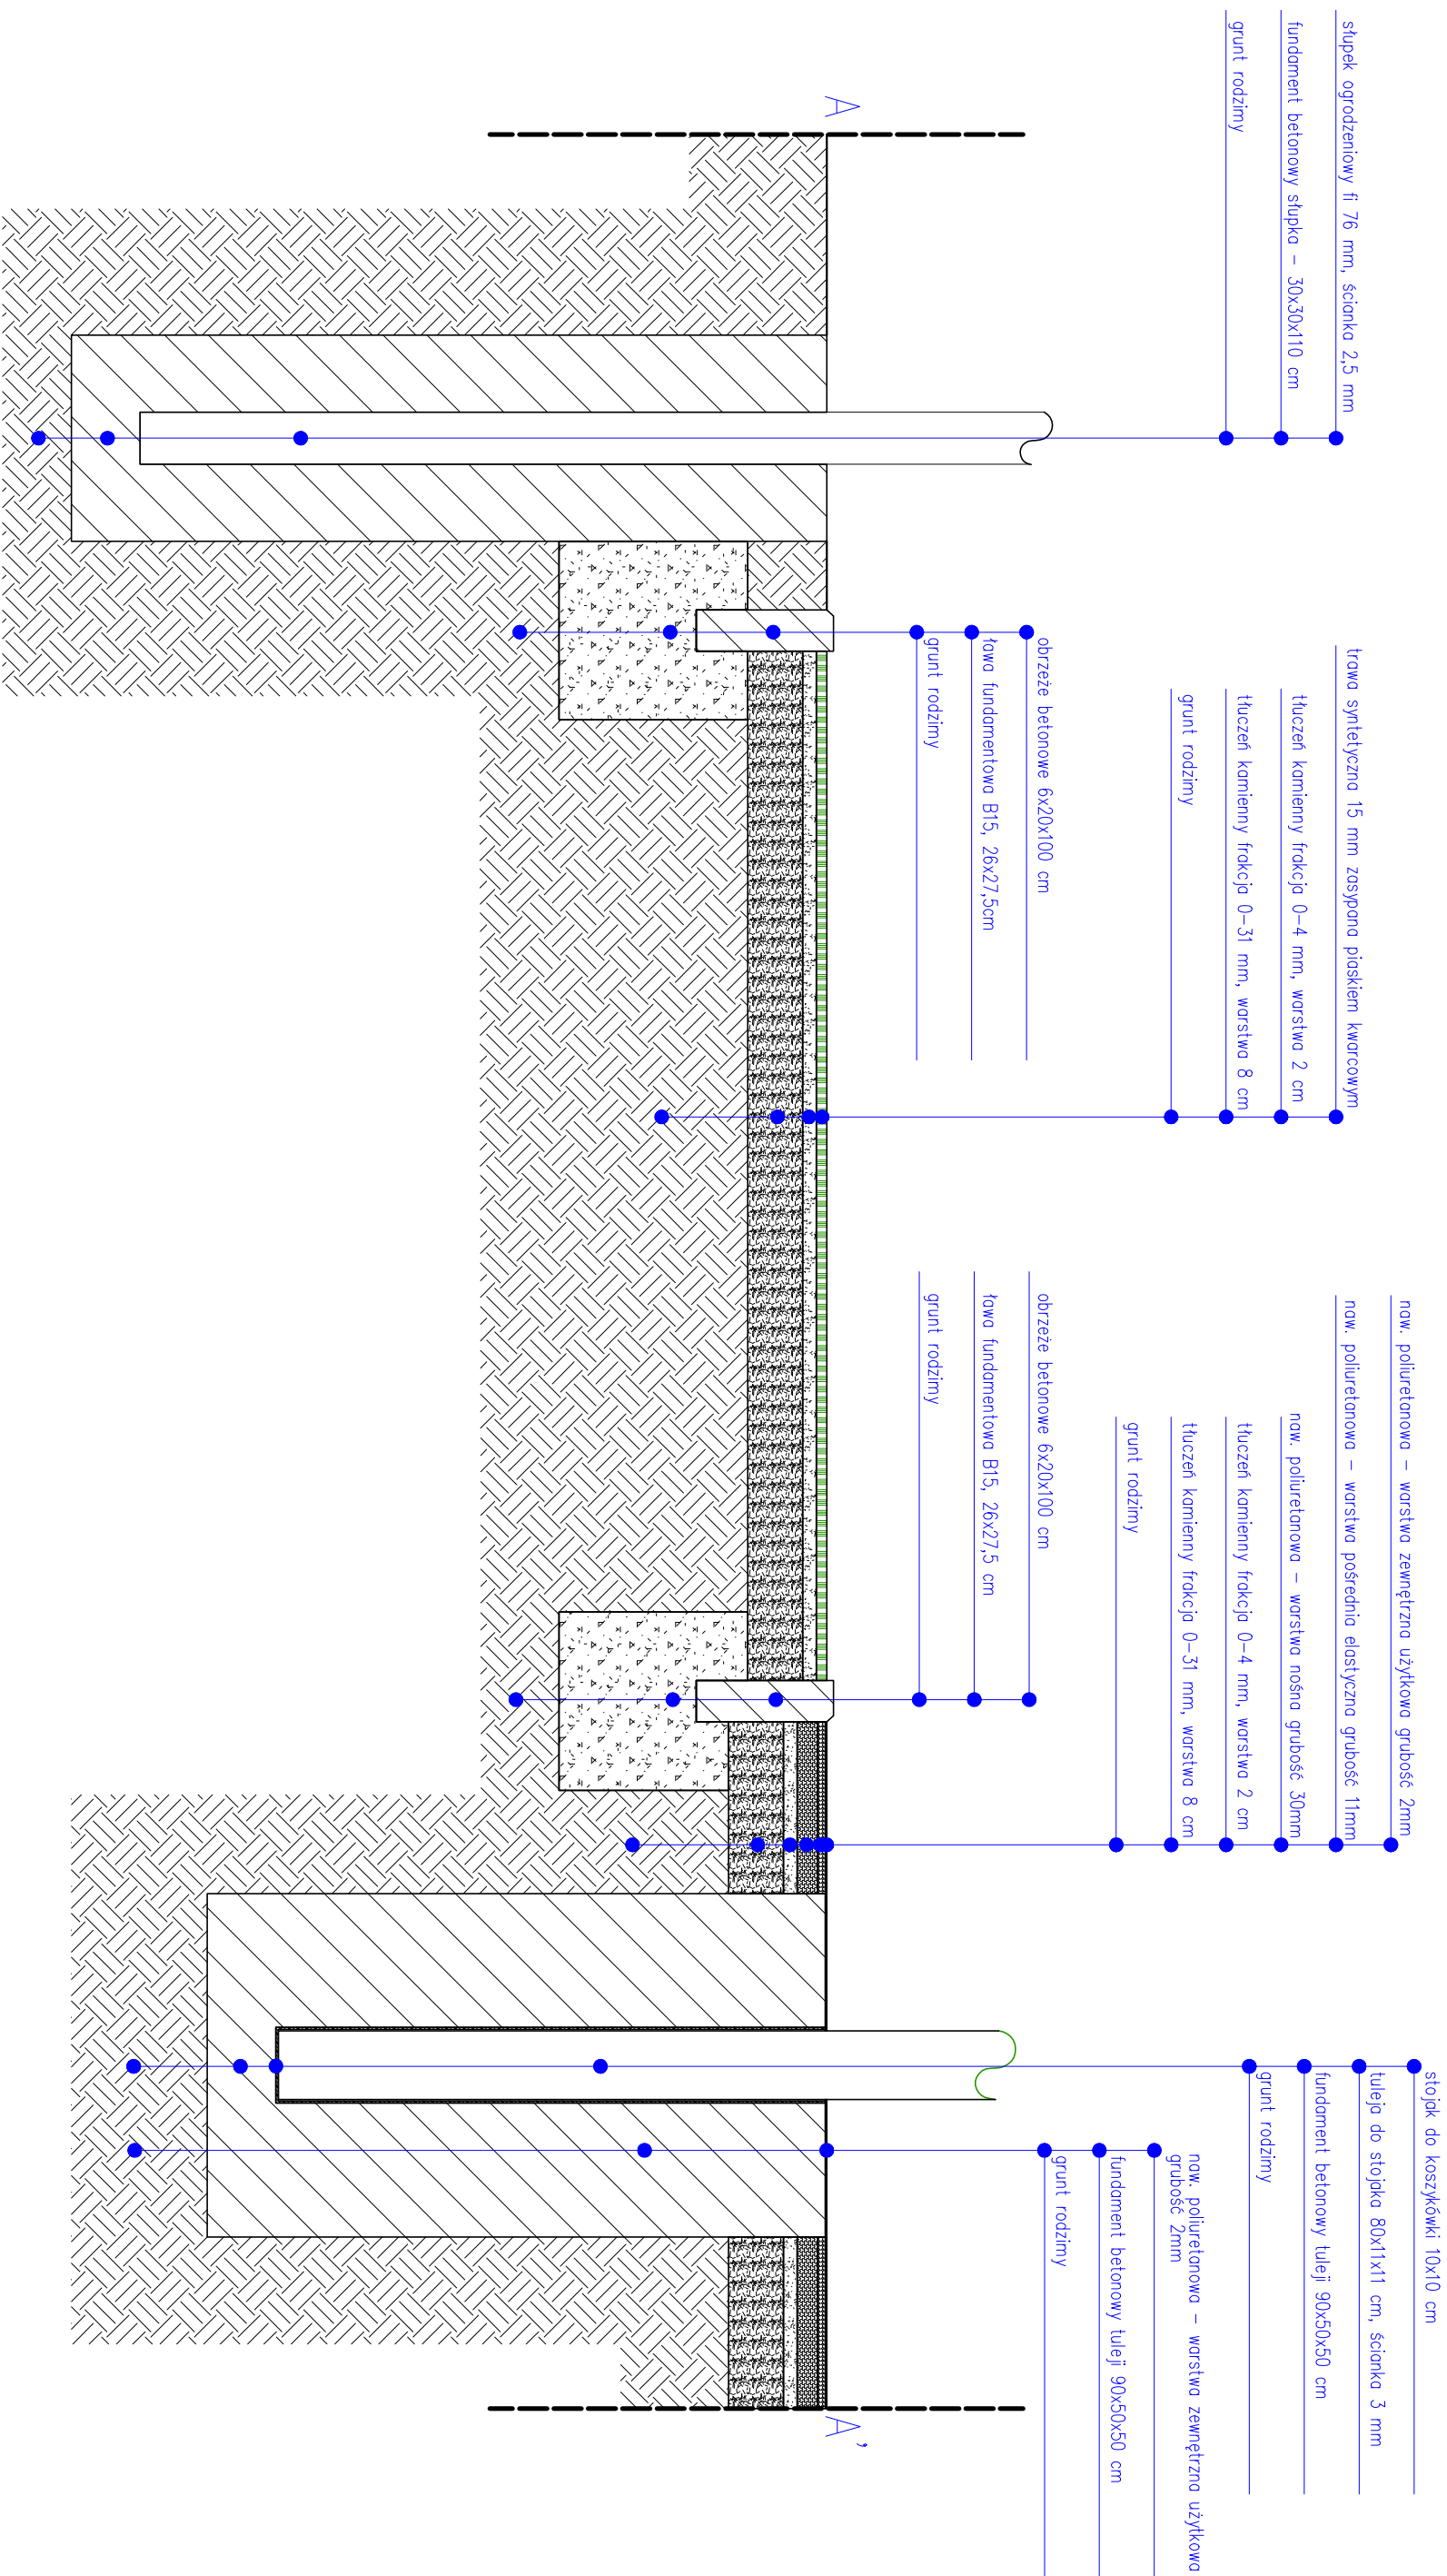 słupek ogrodzeniowy fi 76 mm, ścianka 2,5 mm
fundament betonowy słupka – 30x30x110 cm
grunt rodzimy
A
trawa syntetyczna 15 mm zasypana piaskiem kwarcowym
tłuczeń kamienny frakcja 0–4 mm, warstwa 2 cm
tłuczeń kamienny frakcja 0–31 mm, warstwa 8 cm
grunt rodzimy
obrzeże betonowe 6x20x100 cm
ława fundamentowa B15, 26x27,5cm
grunt rodzimy
naw. poliuretanowa – warstwa zewnętrzna użytkowa grubość 2mm
naw. poliuretanowa – warstwa pośrednia elastyczna grubość 11mm
naw. poliuretanowa – warstwa nośna grubość 30mm
tłuczeń kamienny frakcja 0–4 mm, warstwa 2 cm
tłuczeń kamienny frakcja 0–31 mm, warstwa 8 cm
grunt rodzimy
obrzeże betonowe 6x20x100 cm
ława fundamentowa B15, 26x27,5 cm
grunt rodzimy
stojak do koszykówki 10x10 cm
tuleja do stojaka 80x11x11 cm, ścianka 3 mm
fundament betonowy tuleji 90x50x50 cm
grunt rodzimy
naw. poliuretanowa – warstwa zewnętrzna użytkowa
grubość 2mm
fundament betonowy tuleji 90x50x50 cm
grunt rodzimy
A'